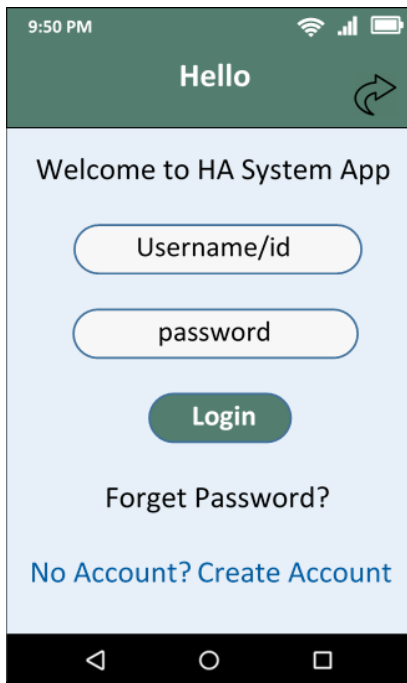 9:50 PM
Hello
Welcome to HA System App
Username/id
password
Login
Forget Password?
No Account? Create Account